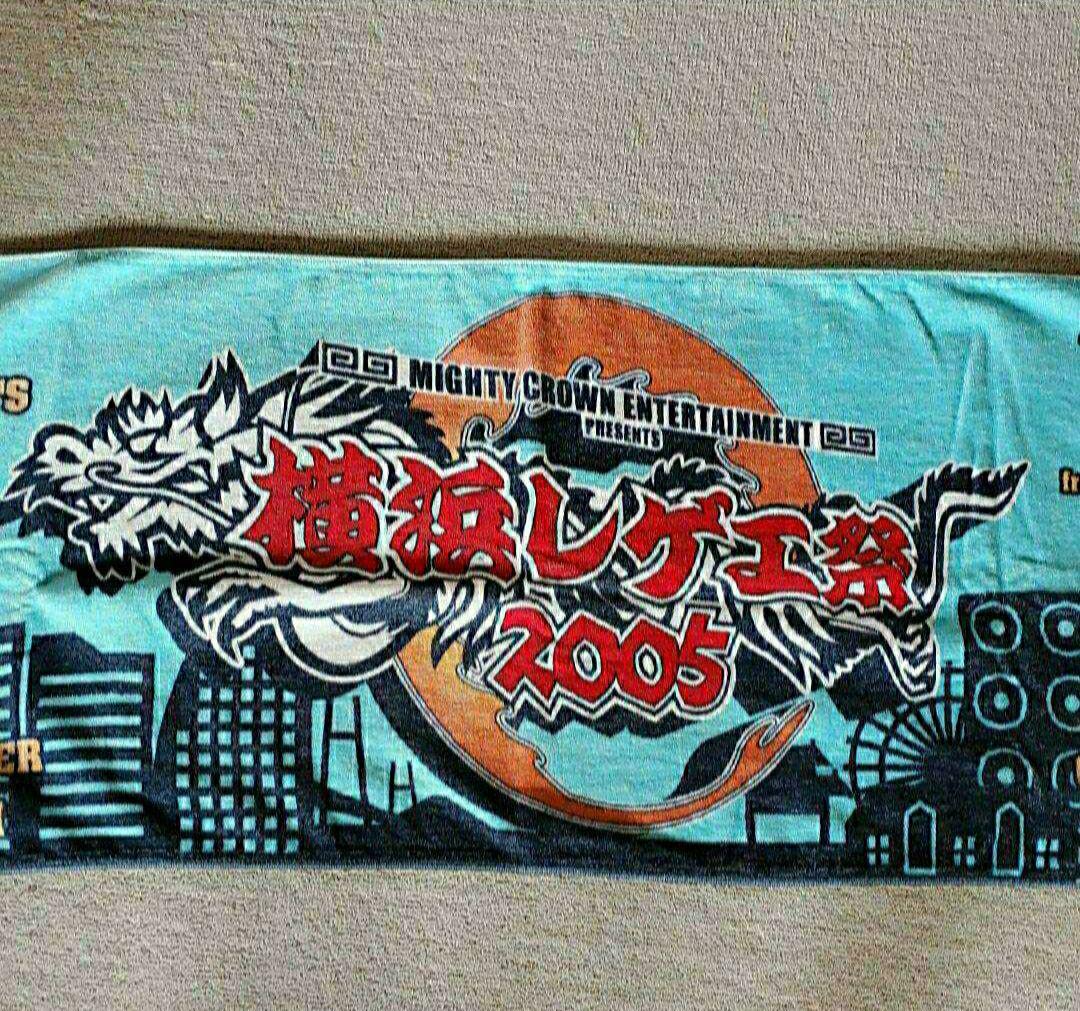 MIGHTY CROWN ENTERTAINMENT
PRESENTS
横浜レゲエ祭
2005